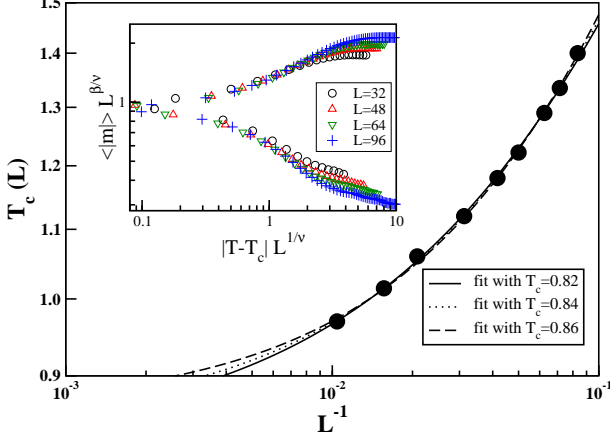 1.5
1.4
1.3
1.2
1.1
1.0
0.9
T_c (L)
10^-3
10^-2
10^-1
L^-1
fit with T_c=0.82
fit with T_c=0.84
fit with T_c=0.86
<|m|> L^β/ν
1
0.1
1
10
|T-T_c| L^1/ν
L=32
L=48
L=64
L=96